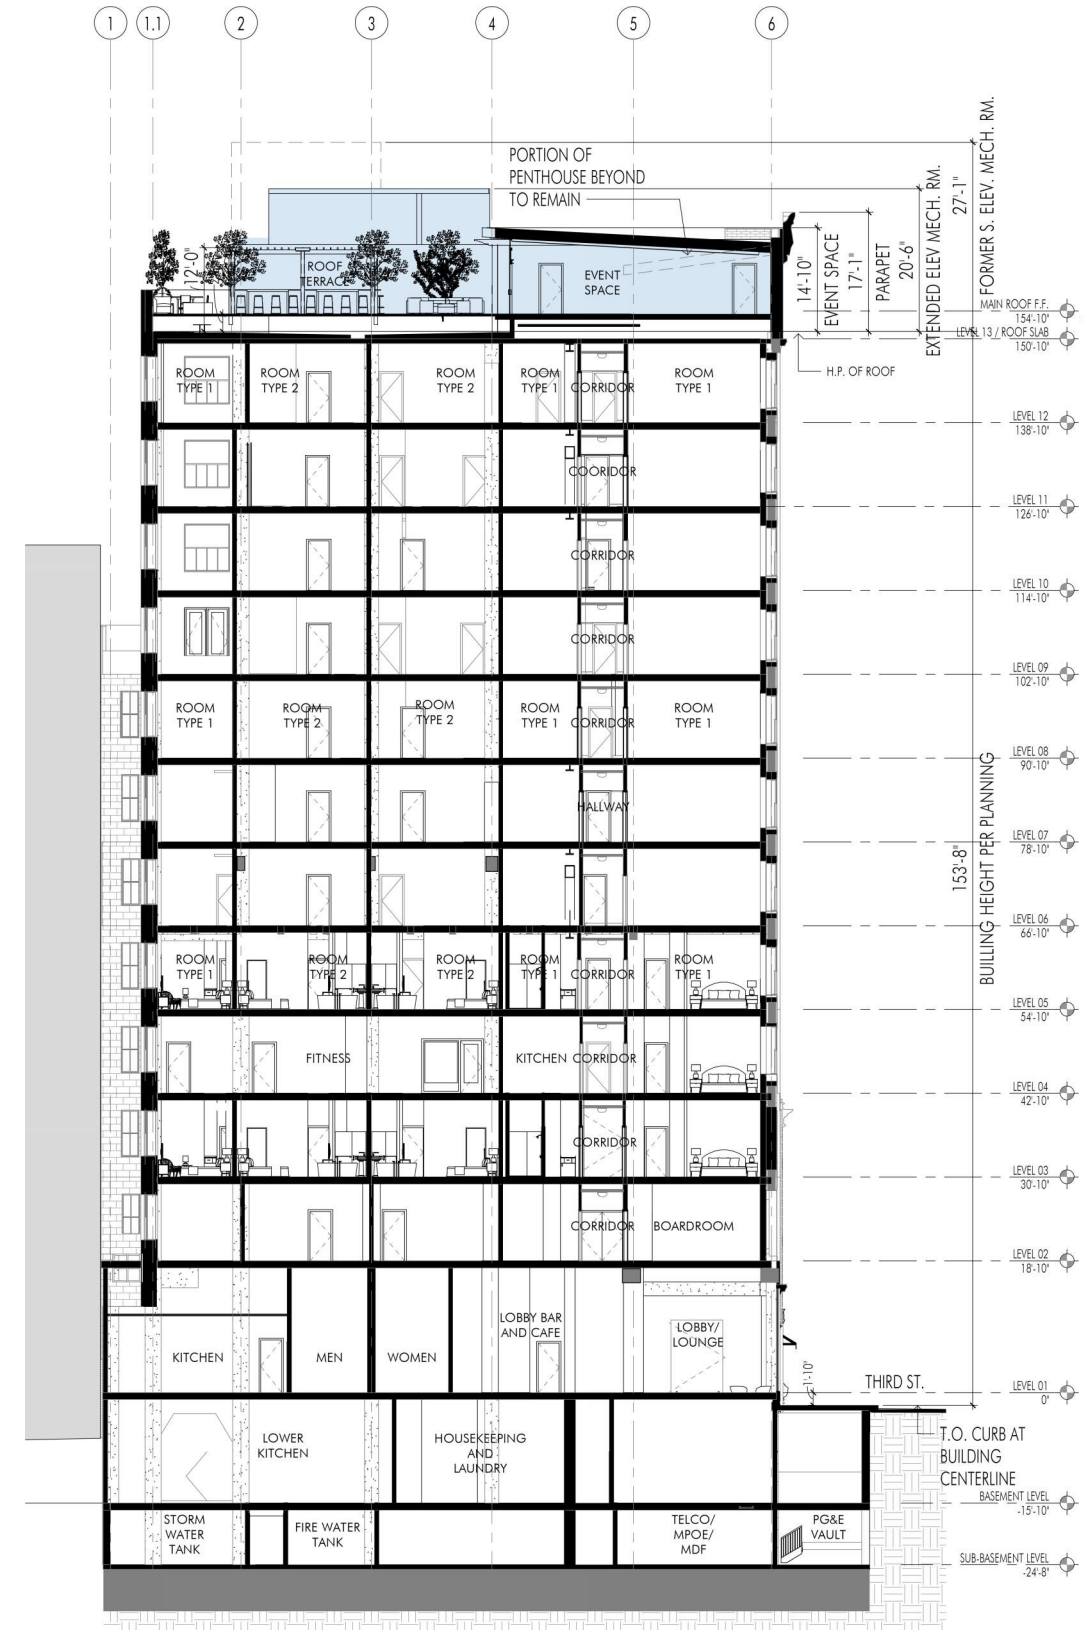 1
1.1
2
3
4
5
6
PORTION OF
PENTHOUSE BEYOND
TO REMAIN
12'-0"
ROOF
TERRACE
EVENT
SPACE
14'-10"
EVENT SPACE
17'-1"
PARAPET
20'-6"
EXTENDED ELEV MECH. RM.
27'-1"
FORMER S. ELEV. MECH. RM.
MAIN ROOF F.F.
154'-10"
LEVEL 13 / ROOF SLAB
150'-10"
H.P. OF ROOF
ROOM
TYPE 1
ROOM
TYPE 2
ROOM
TYPE 2
ROOM
TYPE 1
CORRIDOR
ROOM
TYPE 1
LEVEL 12
138'-10"
COORIDOR
LEVEL 11
126'-10"
CORRIDOR
LEVEL 10
114'-10"
CORRIDOR
LEVEL 09
102'-10"
ROOM
TYPE 1
ROOM
TYPE 2
ROOM
TYPE 2
ROOM
TYPE 1
CORRIDOR
ROOM
TYPE 1
LEVEL 08
90'-10"
HALLWAY
LEVEL 07
78'-10"
153'-8"
BUILLING HEIGHT PER PLANNING
LEVEL 06
66'-10"
ROOM
TYPE 1
ROOM
TYPE 2
ROOM
TYPE 2
ROOM
TYPE 1
CORRIDOR
ROOM
TYPE 1
LEVEL 05
54'-10"
FITNESS
KITCHEN
CORRIDOR
LEVEL 04
42'-10"
CORRIDOR
LEVEL 03
30'-10"
CORRIDOR
BOARDROOM
LEVEL 02
18'-10"
KITCHEN
MEN
WOMEN
LOBBY BAR
AND CAFE
LOBBY/
LOUNGE
1'-10"
THIRD ST.
LEVEL 01
0"
T.O. CURB AT
BUILDING
CENTERLINE
LOWER
KITCHEN
HOUSEKEEPING
AND
LAUNDRY
BASEMENT LEVEL
-15'-10"
STORM
WATER
TANK
FIRE WATER
TANK
TELCO/
MPOE/
MDF
PG&E
VAULT
SUB-BASEMENT LEVEL
-24'-8"